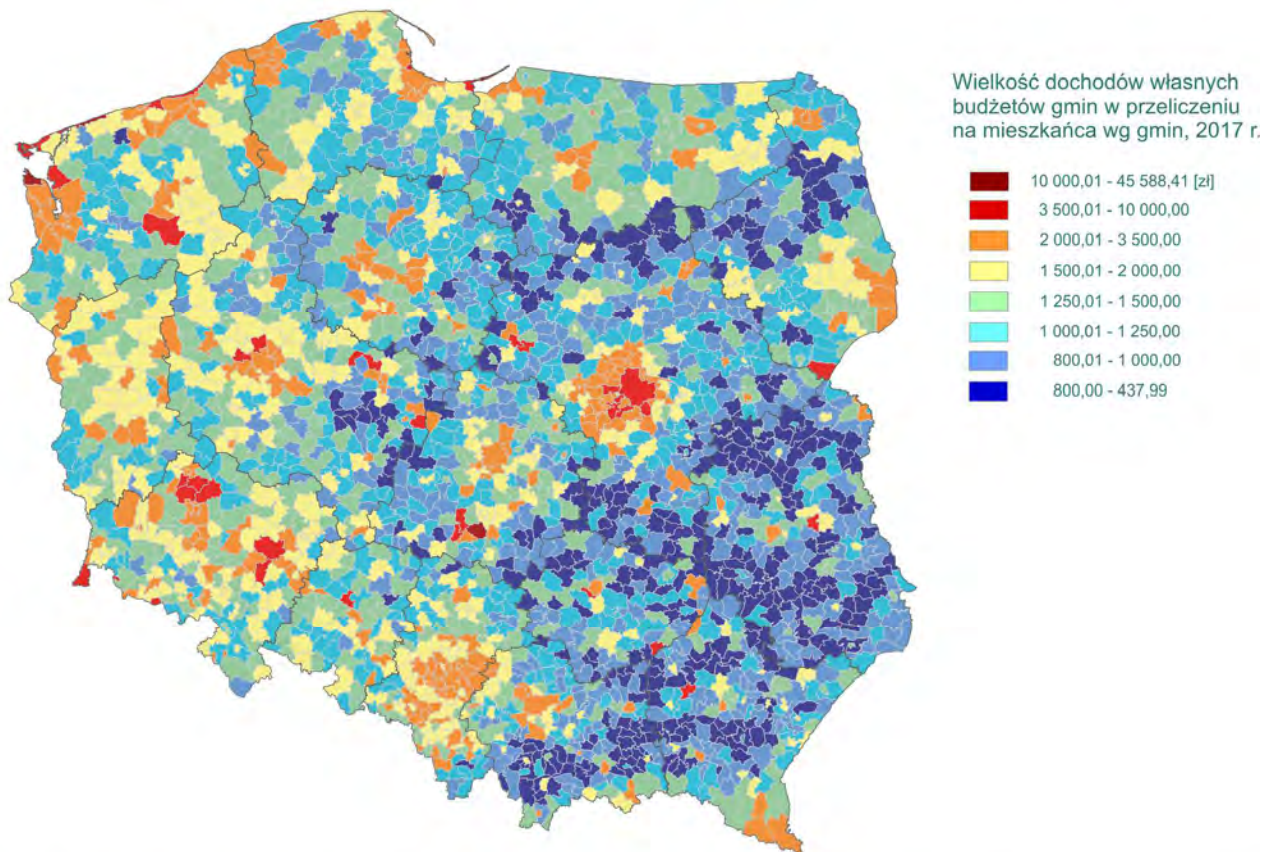 Wielkość dochodów własnych
budżetów gmin w przeliczeniu
na mieszkańca wg gmin, 2017 r.
10 000,01 - 45 588,41 [zł]
3 500,01 - 10 000,00
2 000,01 - 3 500,00
1 500,01 - 2 000,00
1 250,01 - 1 500,00
1 000,01 - 1 250,00
800,01 - 1 000,00
800,00 - 437,99